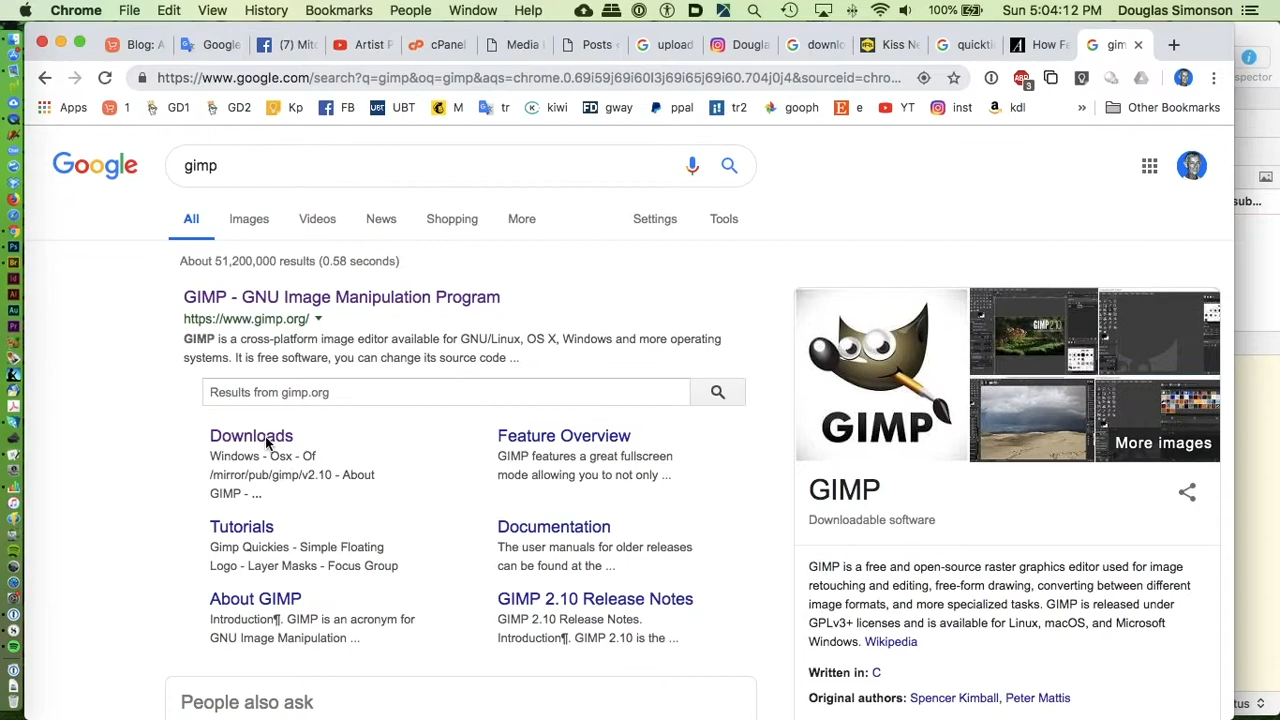 Chrome File Edit View History Bookmarks People Window Help 100% Sun 5:04:12 PM Douglas Simonson
Blog: A Google (7) Mi Artist cPanel Media Posts upload Dougla downlo Kiss Ne quickti How Fe gim
https://www.google.com/search?q=gimp&oq=gimp&aqs=chrome.0.69i59j69i60l3j69i65j69i60.704j0j4&sourceid=chro... 3
spector
Apps 1 GD1 GD2 Kp FB UBT M tr kiwi FD gway ppal gooph e YT inst kdl » Other Bookmarks
Google
gimp
sub...
All Images Videos News Shopping More Settings Tools
About 51,200,000 results (0.58 seconds)
GIMP - GNU Image Manipulation Program
https://www.gimp.org/
GIMP is a cross-platform image editor available for GNU/Linux, OS X, Windows and more operating
systems. It is free software, you can change its source code ...
Results from gimp.org
Downloads
Windows - Osx - Of
/mirror/pub/gimp/v2.10 - About
GIMP - ...
Feature Overview
GIMP features a great fullscreen
mode allowing you to not only ...
Tutorials
Gimp Quickies - Simple Floating
Logo - Layer Masks - Focus Group
Documentation
The user manuals for older releases
can be found at the ...
About GIMP
Introduction¶. GIMP is an acronym for
GNU Image Manipulation ...
GIMP 2.10 Release Notes
GIMP 2.10 Release Notes.
Introduction¶. GIMP 2.10 is the ...
People also ask
GIMP
More images
GIMP
Downloadable software
GIMP is a free and open-source raster graphics editor used for image
retouching and editing, free-form drawing, converting between different
image formats, and more specialized tasks. GIMP is released under
GPLv3+ licenses and is available for Linux, macOS, and Microsoft
Windows. Wikipedia
Written in: C
Original authors: Spencer Kimball, Peter Mattis
tus